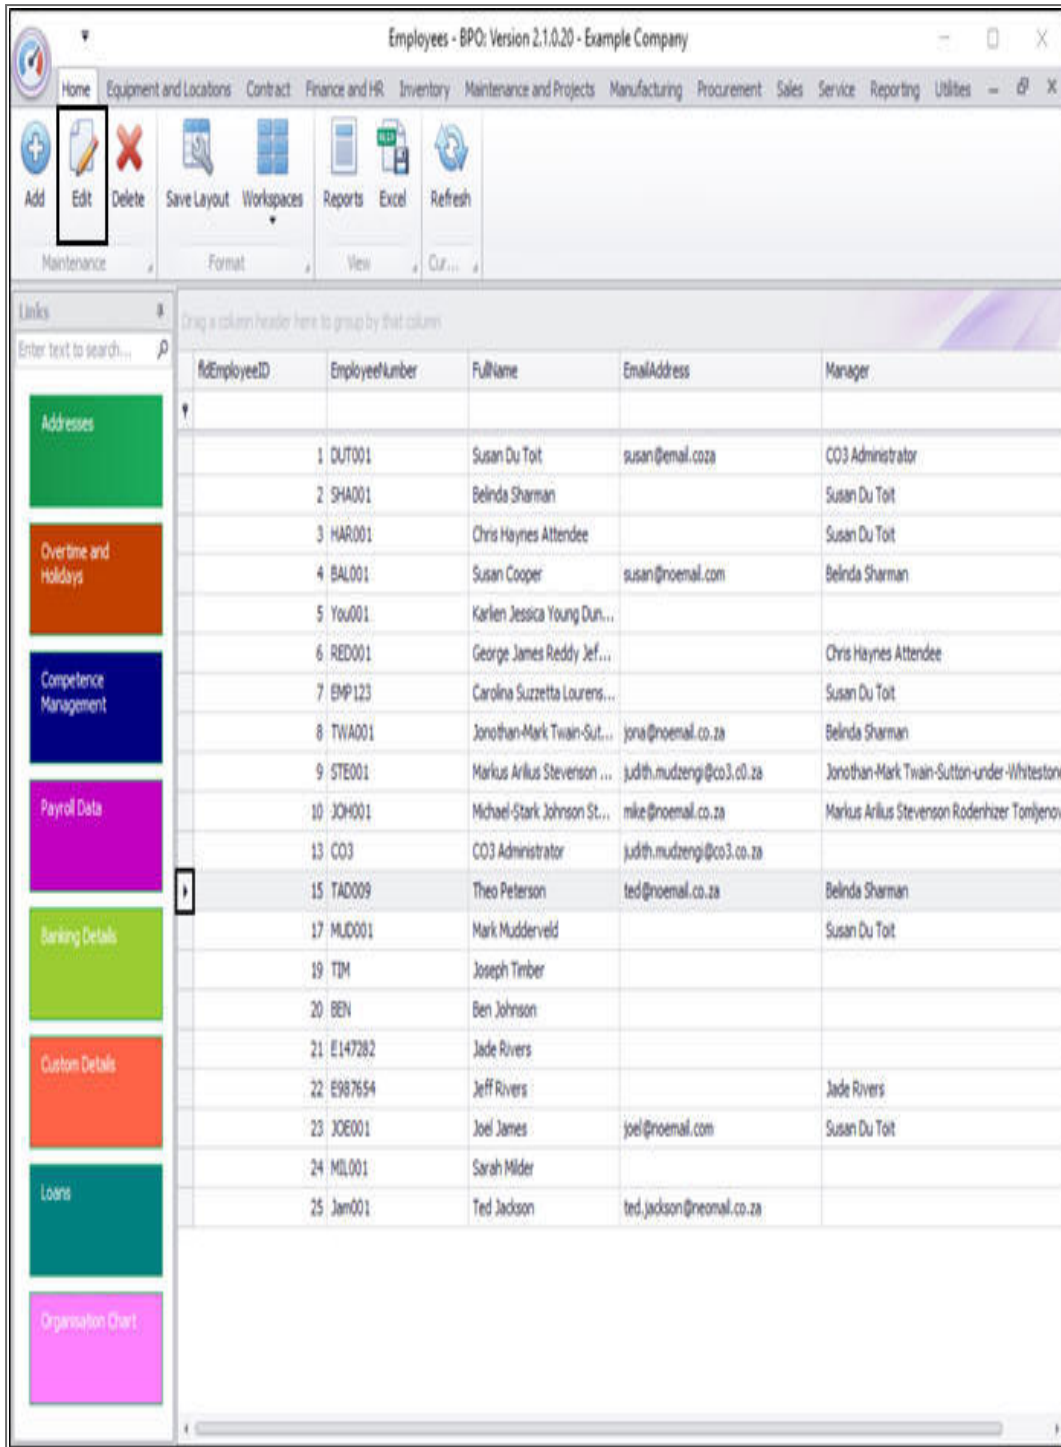 Employees - BPO: Version 2.1.0.20 - Example Company
Home Equipment and Locations Contract Finance and HR Inventory Maintenance and Projects Manufacturing Procurement Sales Service Reporting Utilities
Add Edit Delete Save Layout Workspaces Reports Excel Refresh
Maintenance Format View Cur...
Links
Enter text to search...
Addresses
Overtime and
Holidays
Competence
Management
Payroll Data
Banking Details
Custom Details
Loans
Organisation Chart
Drag a column header here to group by that column
fldEmployeeID EmployeeNumber FullName EmailAddress Manager
1 DUT001 Susan Du Toit susan@email.coza CO3 Administrator
2 SHA001 Belinda Sharman Susan Du Toit
3 HAR001 Chris Haynes Attendee Susan Du Toit
4 BAL001 Susan Cooper susan@noemail.com Belinda Sharman
5 You001 Karlien Jessica Young Dun...
6 RED001 George James Reddy Jef... Chris Haynes Attendee
7 EMP123 Carolina Suzzetta Lourens... Susan Du Toit
8 TWA001 Jonothan-Mark Twain-Sut... jona@noemail.co.za Belinda Sharman
9 STE001 Markus Arilius Stevenson ... judith.mudzengi@co3.c0.za Jonothan-Mark Twain-Sutton-under-Whitestone
10 JOH001 Michael-Stark Johnson St... mike@noemail.co.za Markus Arilius Stevenson Rodenhizer Tomljenov
13 CO3 CO3 Administrator judith.mudzengi@co3.co.za
15 TAD009 Theo Peterson ted@noemail.co.za Belinda Sharman
17 MUD001 Mark Mudderveld Susan Du Toit
19 TIM Joseph Timber
20 BEN Ben Johnson
21 E147282 Jade Rivers
22 E987654 Jeff Rivers Jade Rivers
23 JOE001 Joel James joel@noemail.com Susan Du Toit
24 MIL001 Sarah Milder
25 Jam001 Ted Jackson ted.jackson@neomail.co.za